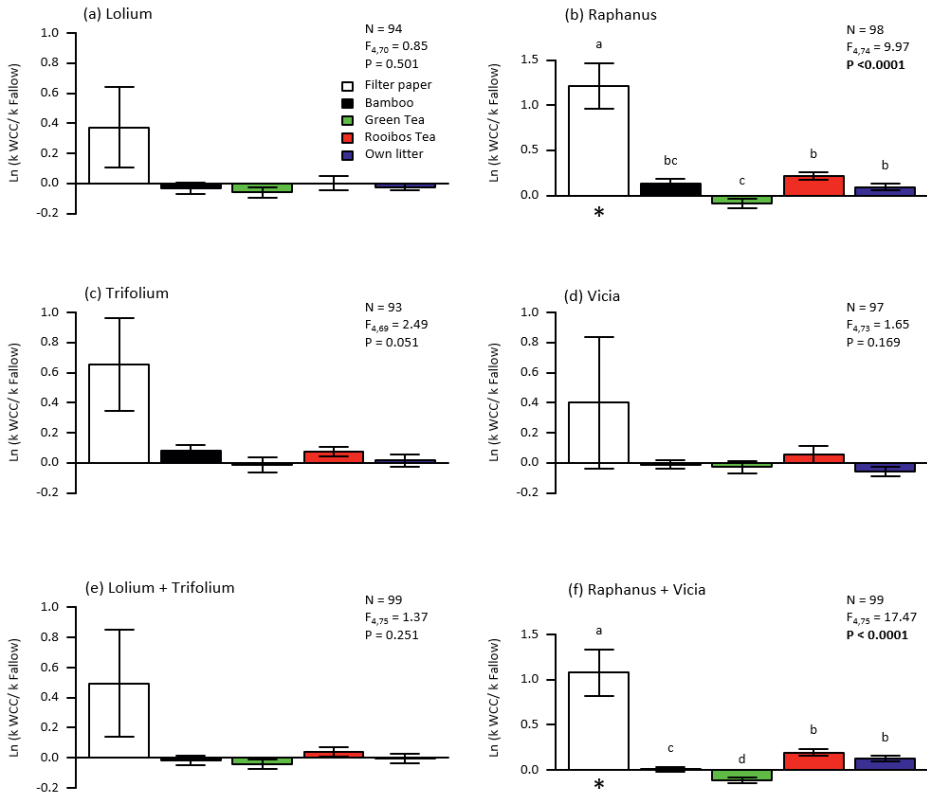 (a) Lolium
N = 94
F4,70 = 0.85
P = 0.501
Filter paper
Bamboo
Green Tea
Rooibos Tea
Own litter
Ln (k WCC/ k Fallow)
1.0
0.8
0.6
0.4
0.2
0.0
-0.2
(b) Raphanus
N = 98
F4,74 = 9.97
P <0.0001
1.5
1.0
0.5
0.0
a
bc
c
b
b
*
(c) Trifolium
N = 93
F4,69 = 2.49
P = 0.051
Ln (k WCC/ k Fallow)
1.0
0.8
0.6
0.4
0.2
0.0
-0.2
(d) Vicia
N = 97
F4,73 = 1.65
P = 0.169
Ln (k WCC/ k Fallow)
1.0
0.8
0.6
0.4
0.2
0.0
-0.2
(e) Lolium + Trifolium
N = 99
F4,75 = 1.37
P = 0.251
Ln (k WCC/ k Fallow)
1.0
0.8
0.6
0.4
0.2
0.0
-0.2
(f) Raphanus + Vicia
N = 99
F4,75 = 17.47
P < 0.0001
Ln (k WCC/ k Fallow)
1.5
1.0
0.5
0.0
a
c
d
b
b
*
Ln (k WCC/ k Fallow)